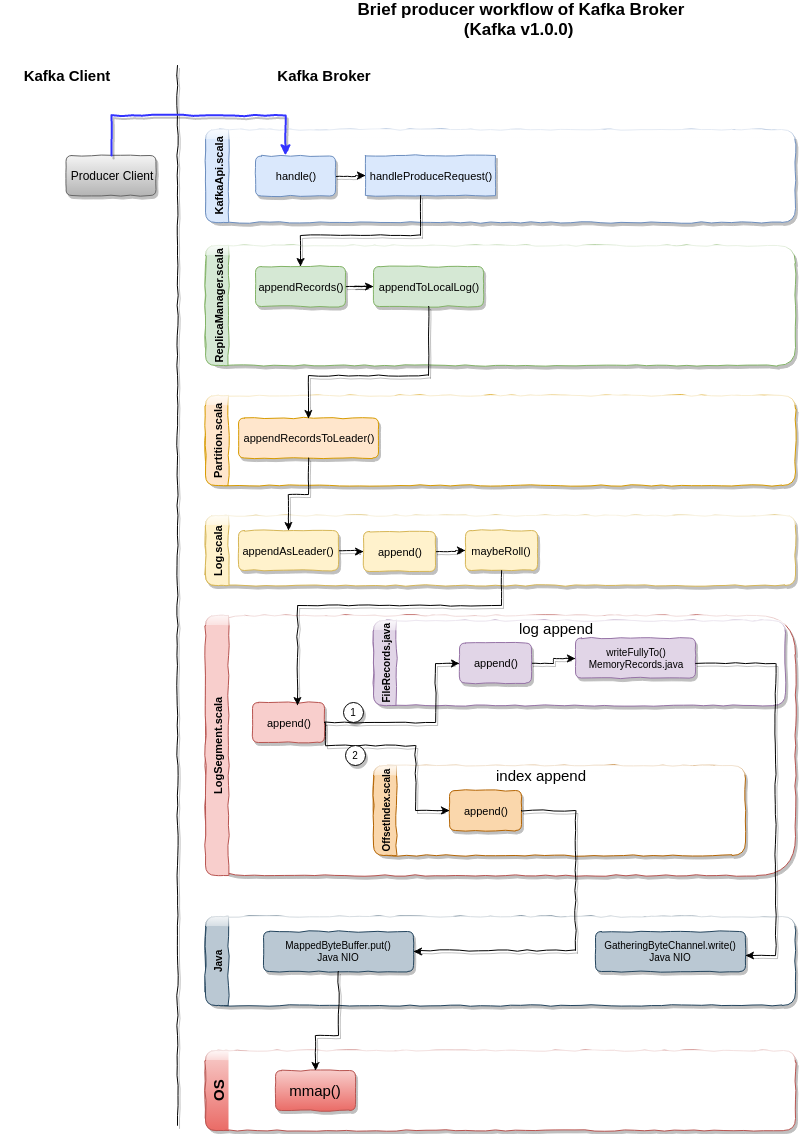 Brief producer workflow of Kafka Broker
(Kafka v1.0.0)
Kafka Client
Kafka Broker
Producer Client
KafkaApi.scala
handle()
handleProduceRequest()
ReplicaManager.scala
appendRecords()
appendToLocalLog()
Partition.scala
appendRecordsToLeader()
Log.scala
appendAsLeader()
append()
maybeRoll()
LogSegment.scala
append()
1
2
FileRecords.java
log append
append()
writeFullyTo()
MemoryRecords.java
OffsetIndex.scala
index append
append()
Java
MappedByteBuffer.put()
Java NIO
GatheringByteChannel.write()
Java NIO
OS
mmap()